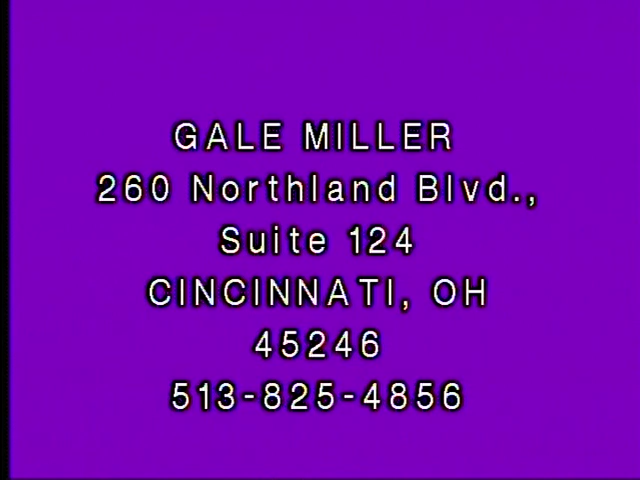 GALE MILLER
260 Northland Blvd.,
Suite 124
CINCINNATI, OH
45246
513-825-4856